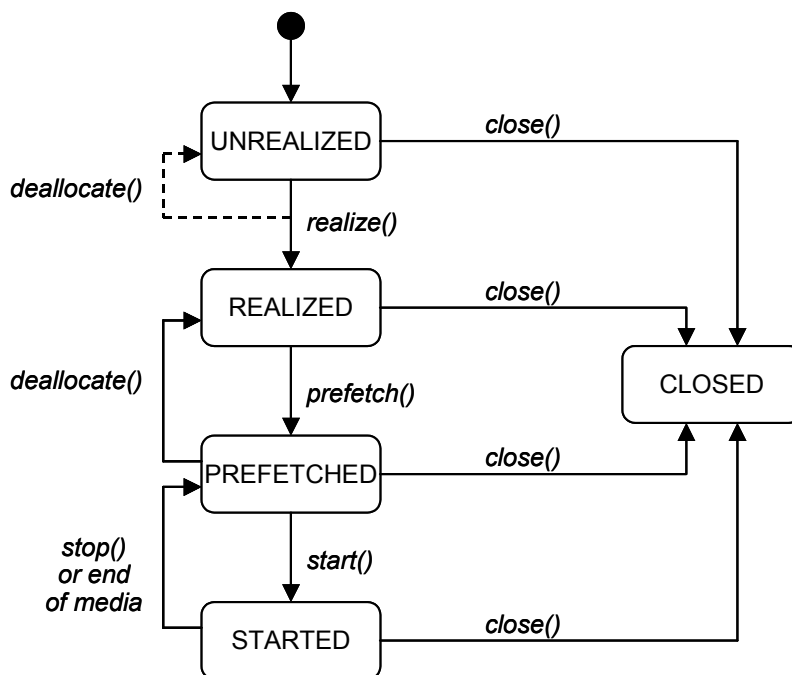 UNREALIZED
close()
deallocate()
realize()
REALIZED
close()
deallocate()
CLOSED
prefetch()
PREFETCHED
close()
stop()
or end
of media
start()
STARTED
close()